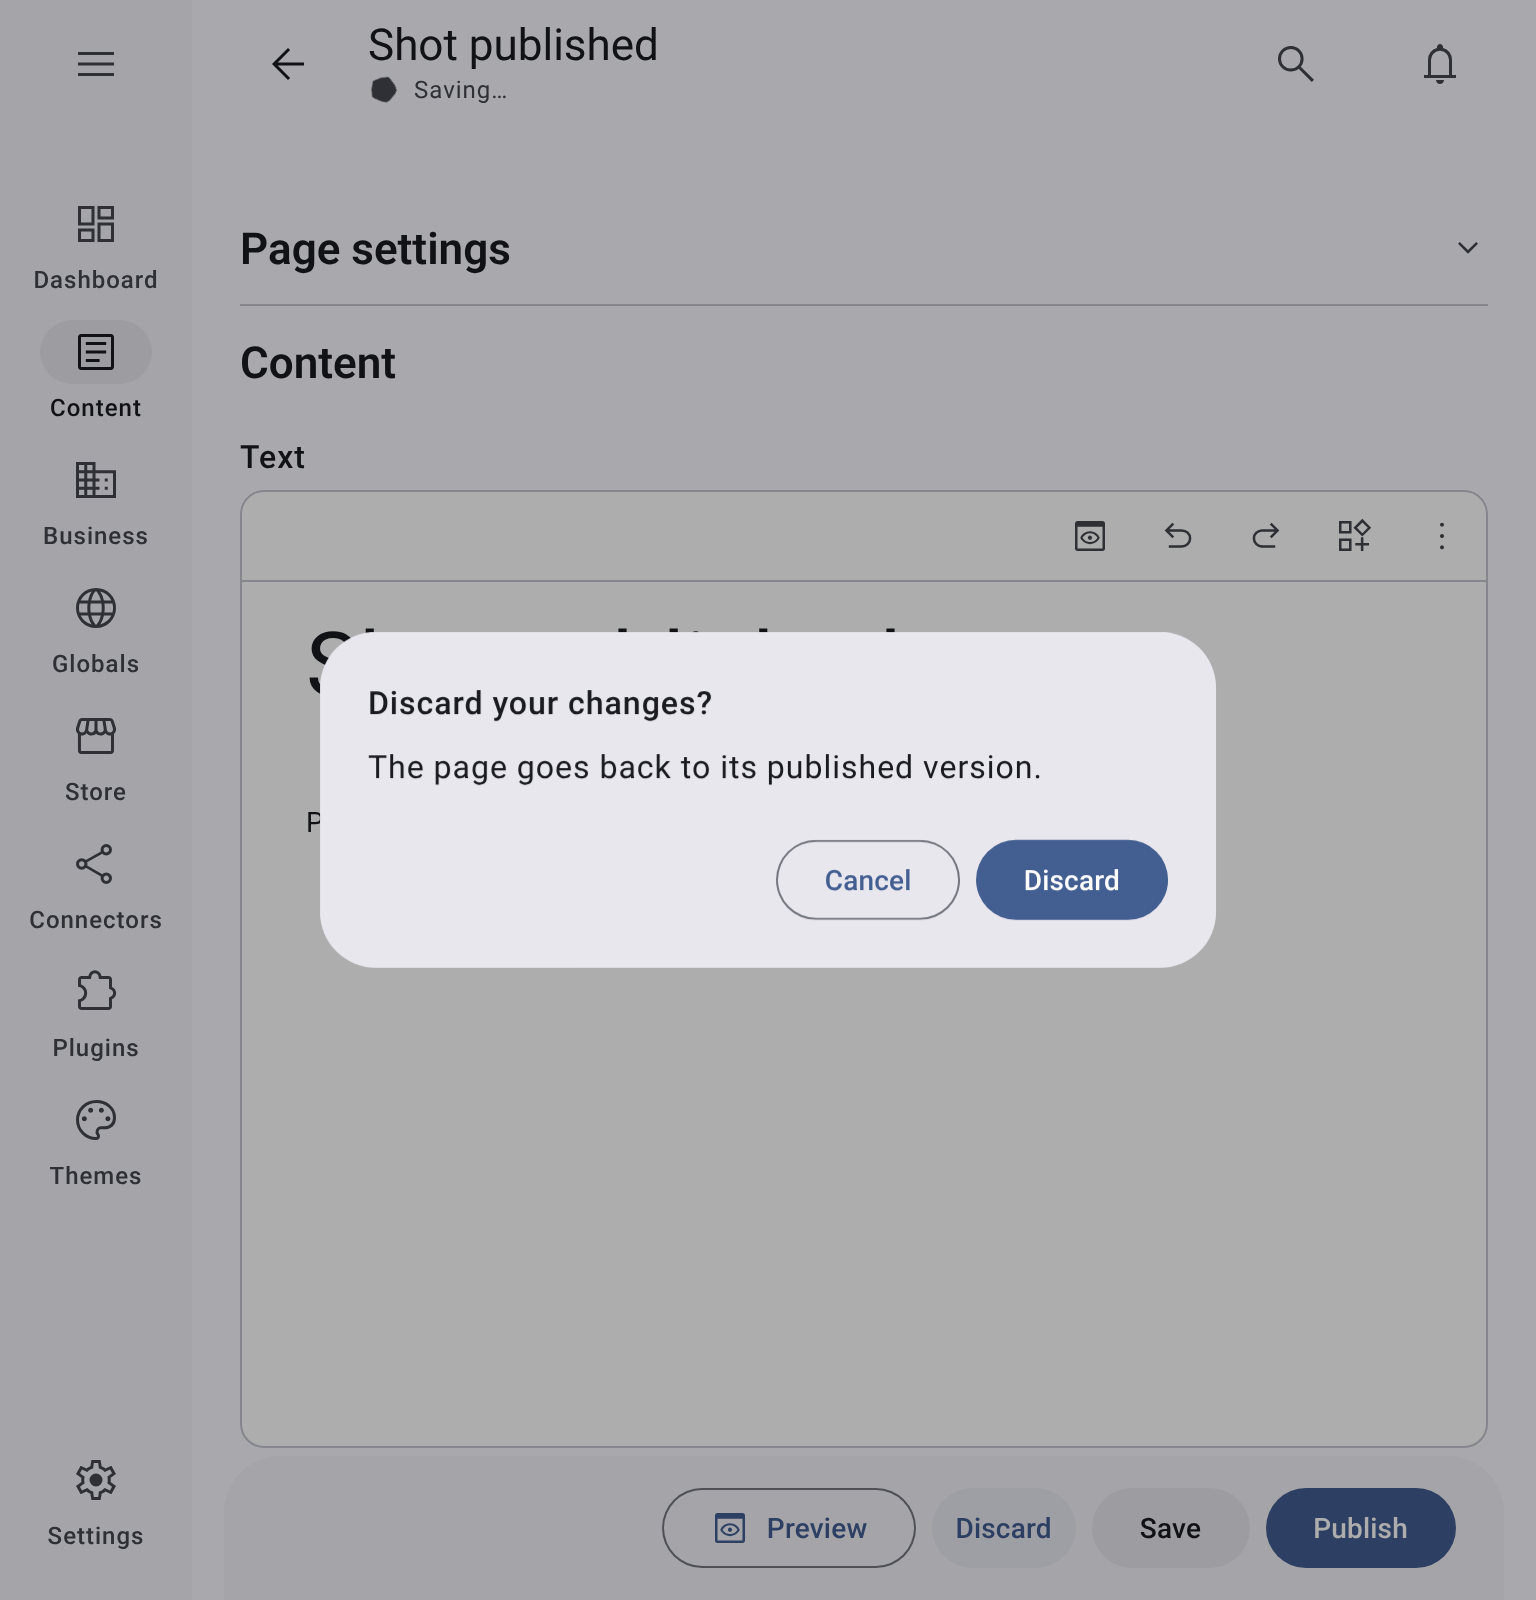 Shot published
Saving...
Dashboard
Content
Business
Globals
Store
Connectors
Plugins
Themes
Settings
Page settings
Content
Text
Discard your changes?
The page goes back to its published version.
Cancel
Discard
Preview
Discard
Save
Publish